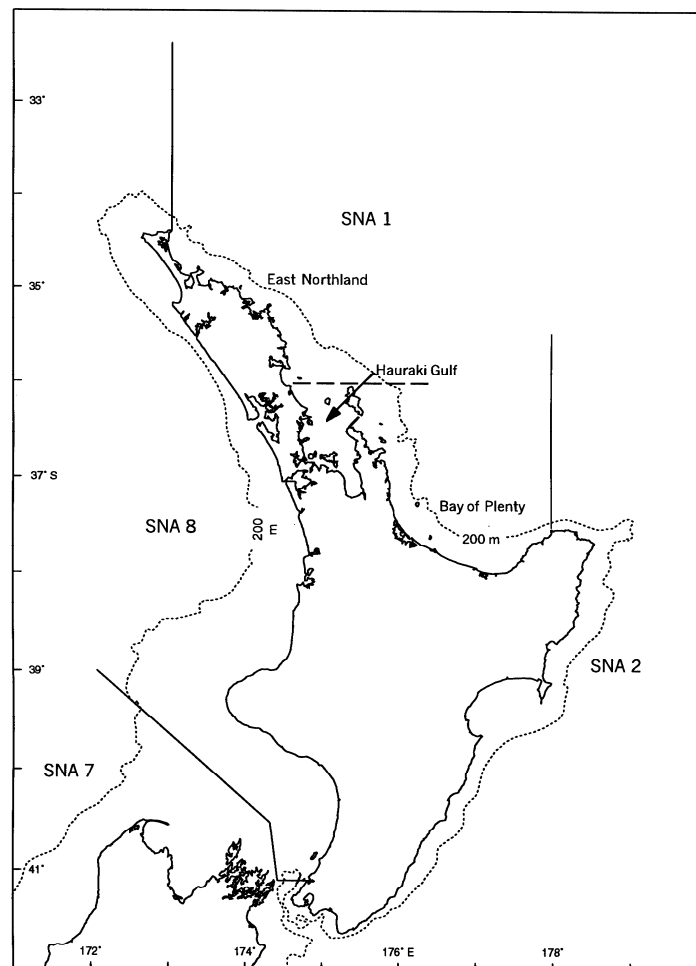 33°
SNA 1
35°
East Northland
Hauraki Gulf
37° S
Bay of Plenty
SNA 8
200 m
200 m
39°
SNA 2
SNA 7
41°
172°
174°
176° E
178°